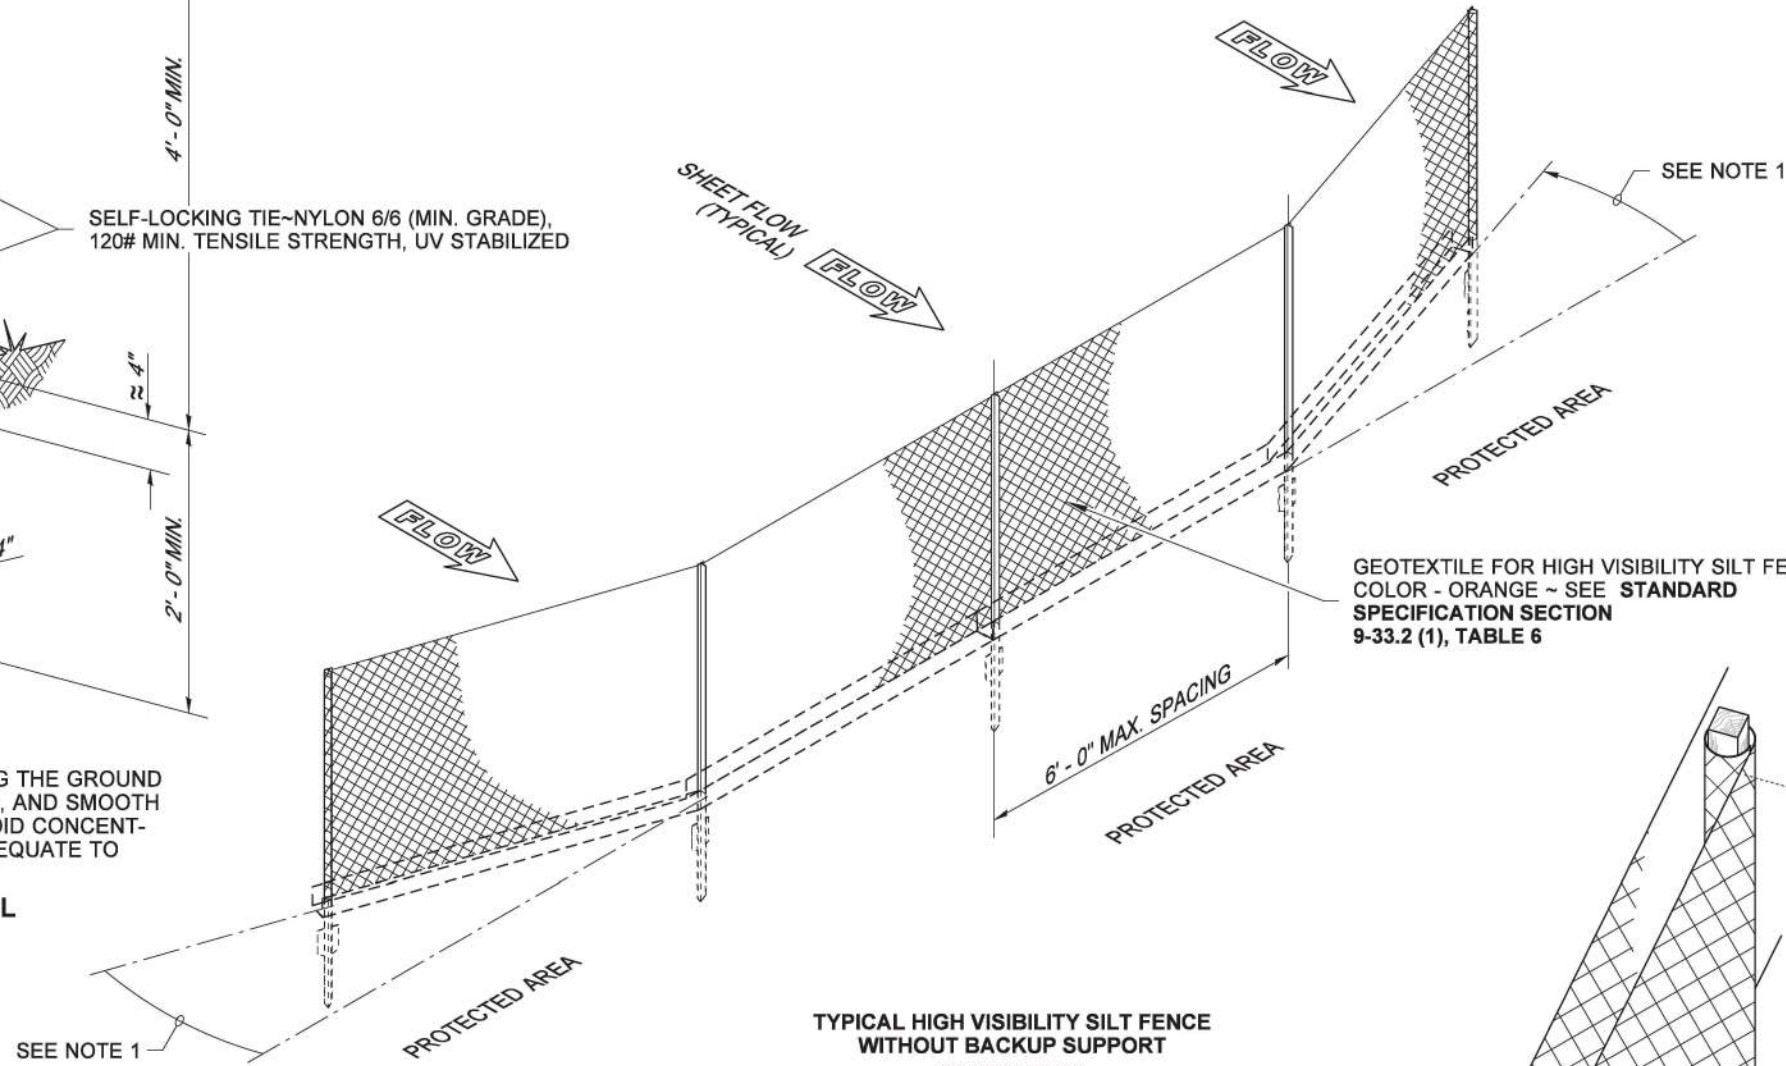 4' - 0" MIN.
SELF-LOCKING TIE~NYLON 6/6 (MIN. GRADE),
120# MIN. TENSILE STRENGTH, UV STABILIZED
≈ 4"
4"
2' - 0" MIN.
G THE GROUND
, AND SMOOTH
OID CONCENT-
EQUATE TO
L
FLOW
SHEET FLOW
(TYPICAL)
FLOW
FLOW
SEE NOTE 1
PROTECTED AREA
GEOTEXTILE FOR HIGH VISIBILITY SILT FE
COLOR - ORANGE ~ SEE STANDARD
SPECIFICATION SECTION
9-33.2 (1), TABLE 6
6' - 0" MAX. SPACING
PROTECTED AREA
PROTECTED AREA
SEE NOTE 1
TYPICAL HIGH VISIBILITY SILT FENCE
WITHOUT BACKUP SUPPORT